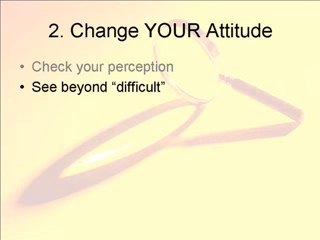 2. Change YOUR Attitude
• Check your perception
• See beyond “difficult”